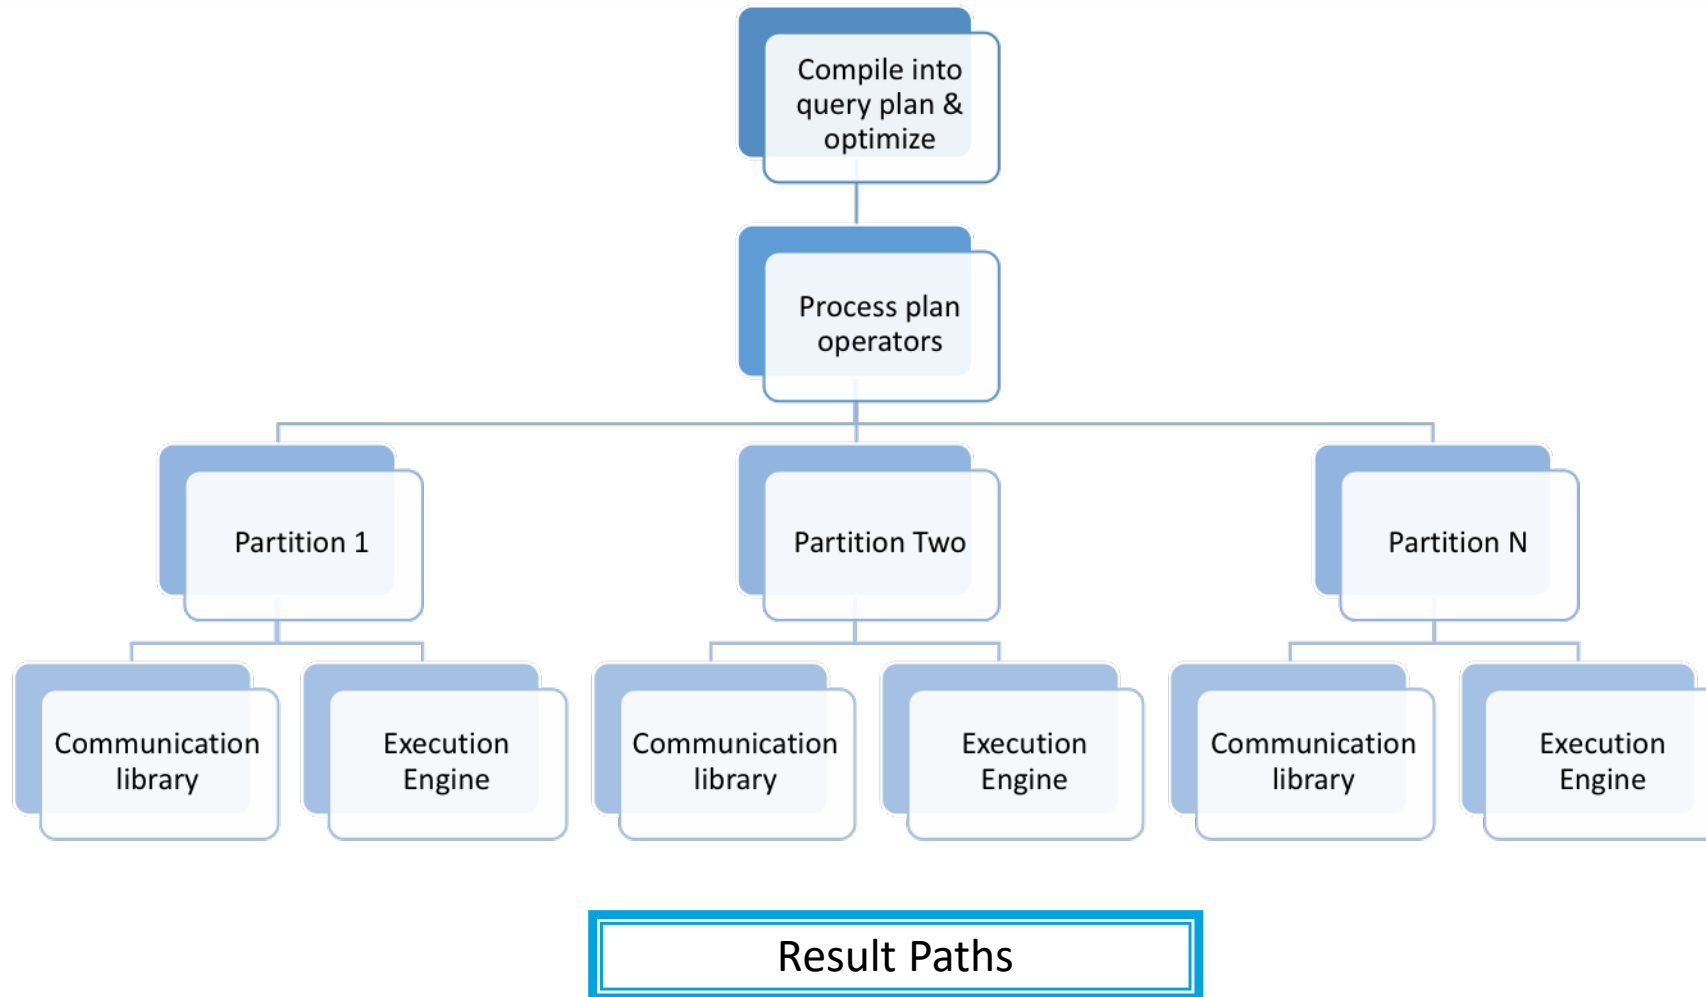 Compile into
query plan &
optimize
Process plan
operators
Partition 1
Partition Two
Partition N
Communication
library
Execution
Engine
Communication
library
Execution
Engine
Communication
library
Execution
Engine
Result Paths